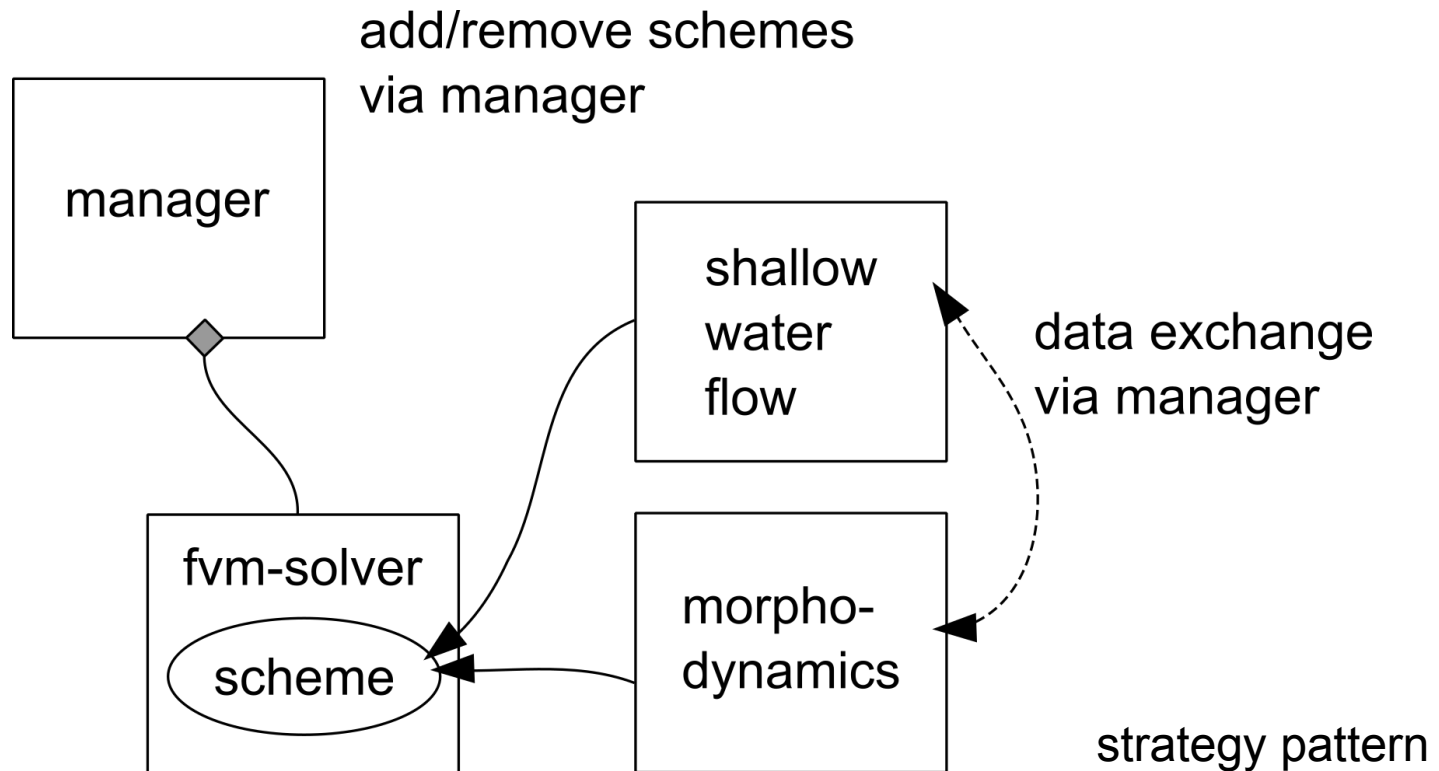 add/remove schemes
via manager
manager
shallow
water
flow
data exchange
via manager
fvm-solver
scheme
morpho-
dynamics
strategy pattern